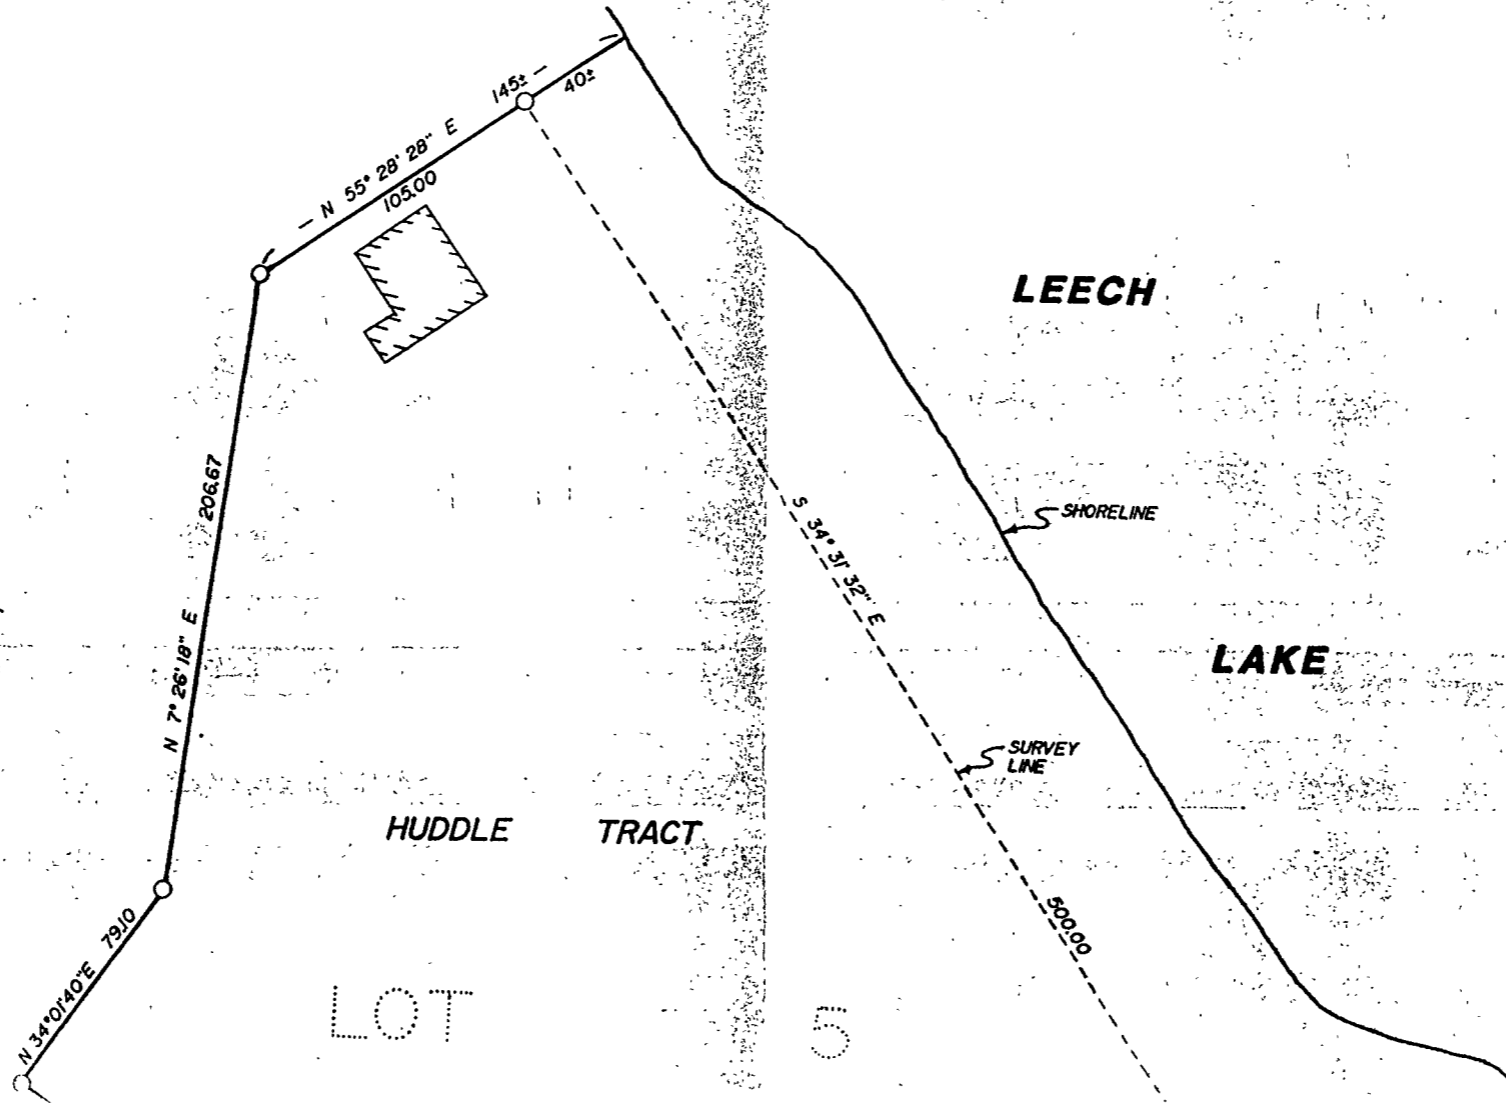 145±
40±
N 55° 28' 28" E
105.00
LEECH
206.67
S 34° 31' 32" E
SHORELINE
N 7° 26' 18" E
LAKE
SURVEY
LINE
HUDDLE TRACT
79.10
500.00
N 34°01'40"E
LOT 5